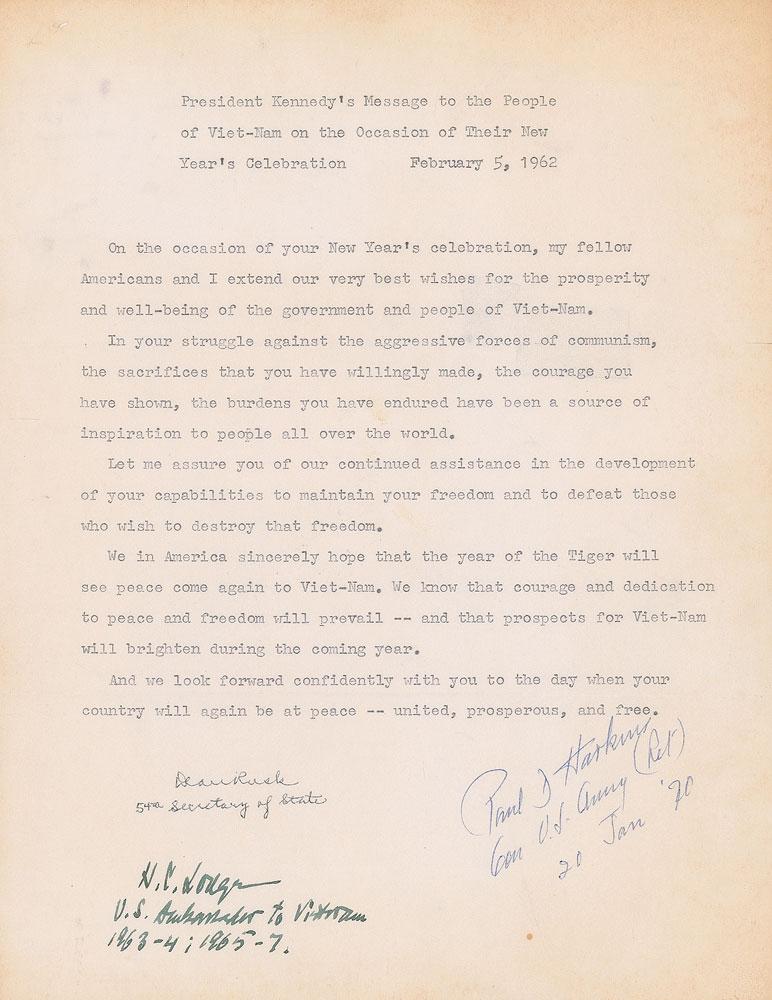 President Kennedy's Message to the People
of Viet-Nam on the Occasion of Their New
Year's Celebration February 5, 1962
On the occasion of your New Year's celebration, my fellow
Americans and I extend our very best wishes for the prosperity
and well-being of the government and people of Viet-Nam.
In your struggle against the aggressive forces of communism,
the sacrifices that you have willingly made, the courage you
have shown, the burdens you have endured have been a source of
inspiration to people all over the world.
Let me assure you of our continued assistance in the development
of your capabilities to maintain your freedom and to defeat those
who wish to destroy that freedom.
We in America sincerely hope that the year of the Tiger will
see peace come again to Viet-Nam. We know that courage and dedication
to peace and freedom will prevail -- and that prospects for Viet-Nam
will brighten during the coming year.
And we look forward confidently with you to the day when your
country will again be at peace -- united, prosperous, and free.
Dean Rusk
54th Secretary of State
Paul D Harkins
Gen U.S. Army (Ret)
20 Jan '70
H.C. Lodge
U.S. Ambassador to Vietnam
1963-4; 1965-7.